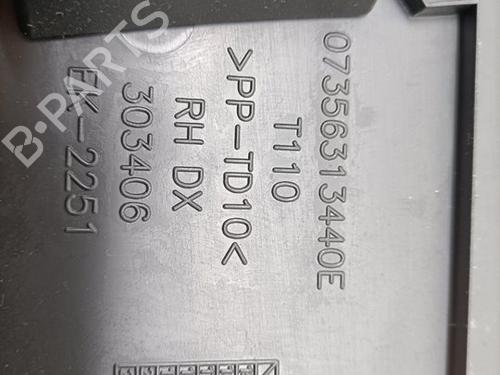 07356313440E
T110
>PP-TD10<
RH DX
303406
EK-2251
B-PARTS